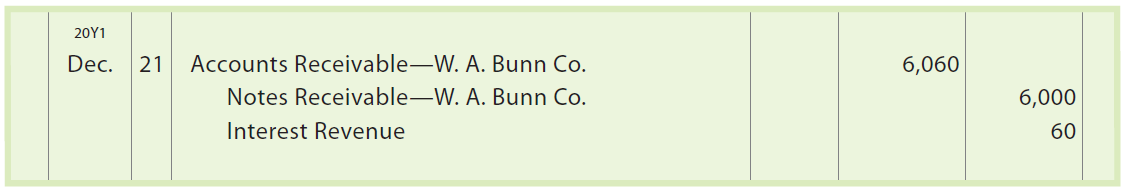 20Y1
Dec. 21 Accounts Receivable—W. A. Bunn Co. 6,060
Notes Receivable—W. A. Bunn Co. 6,000
Interest Revenue 60